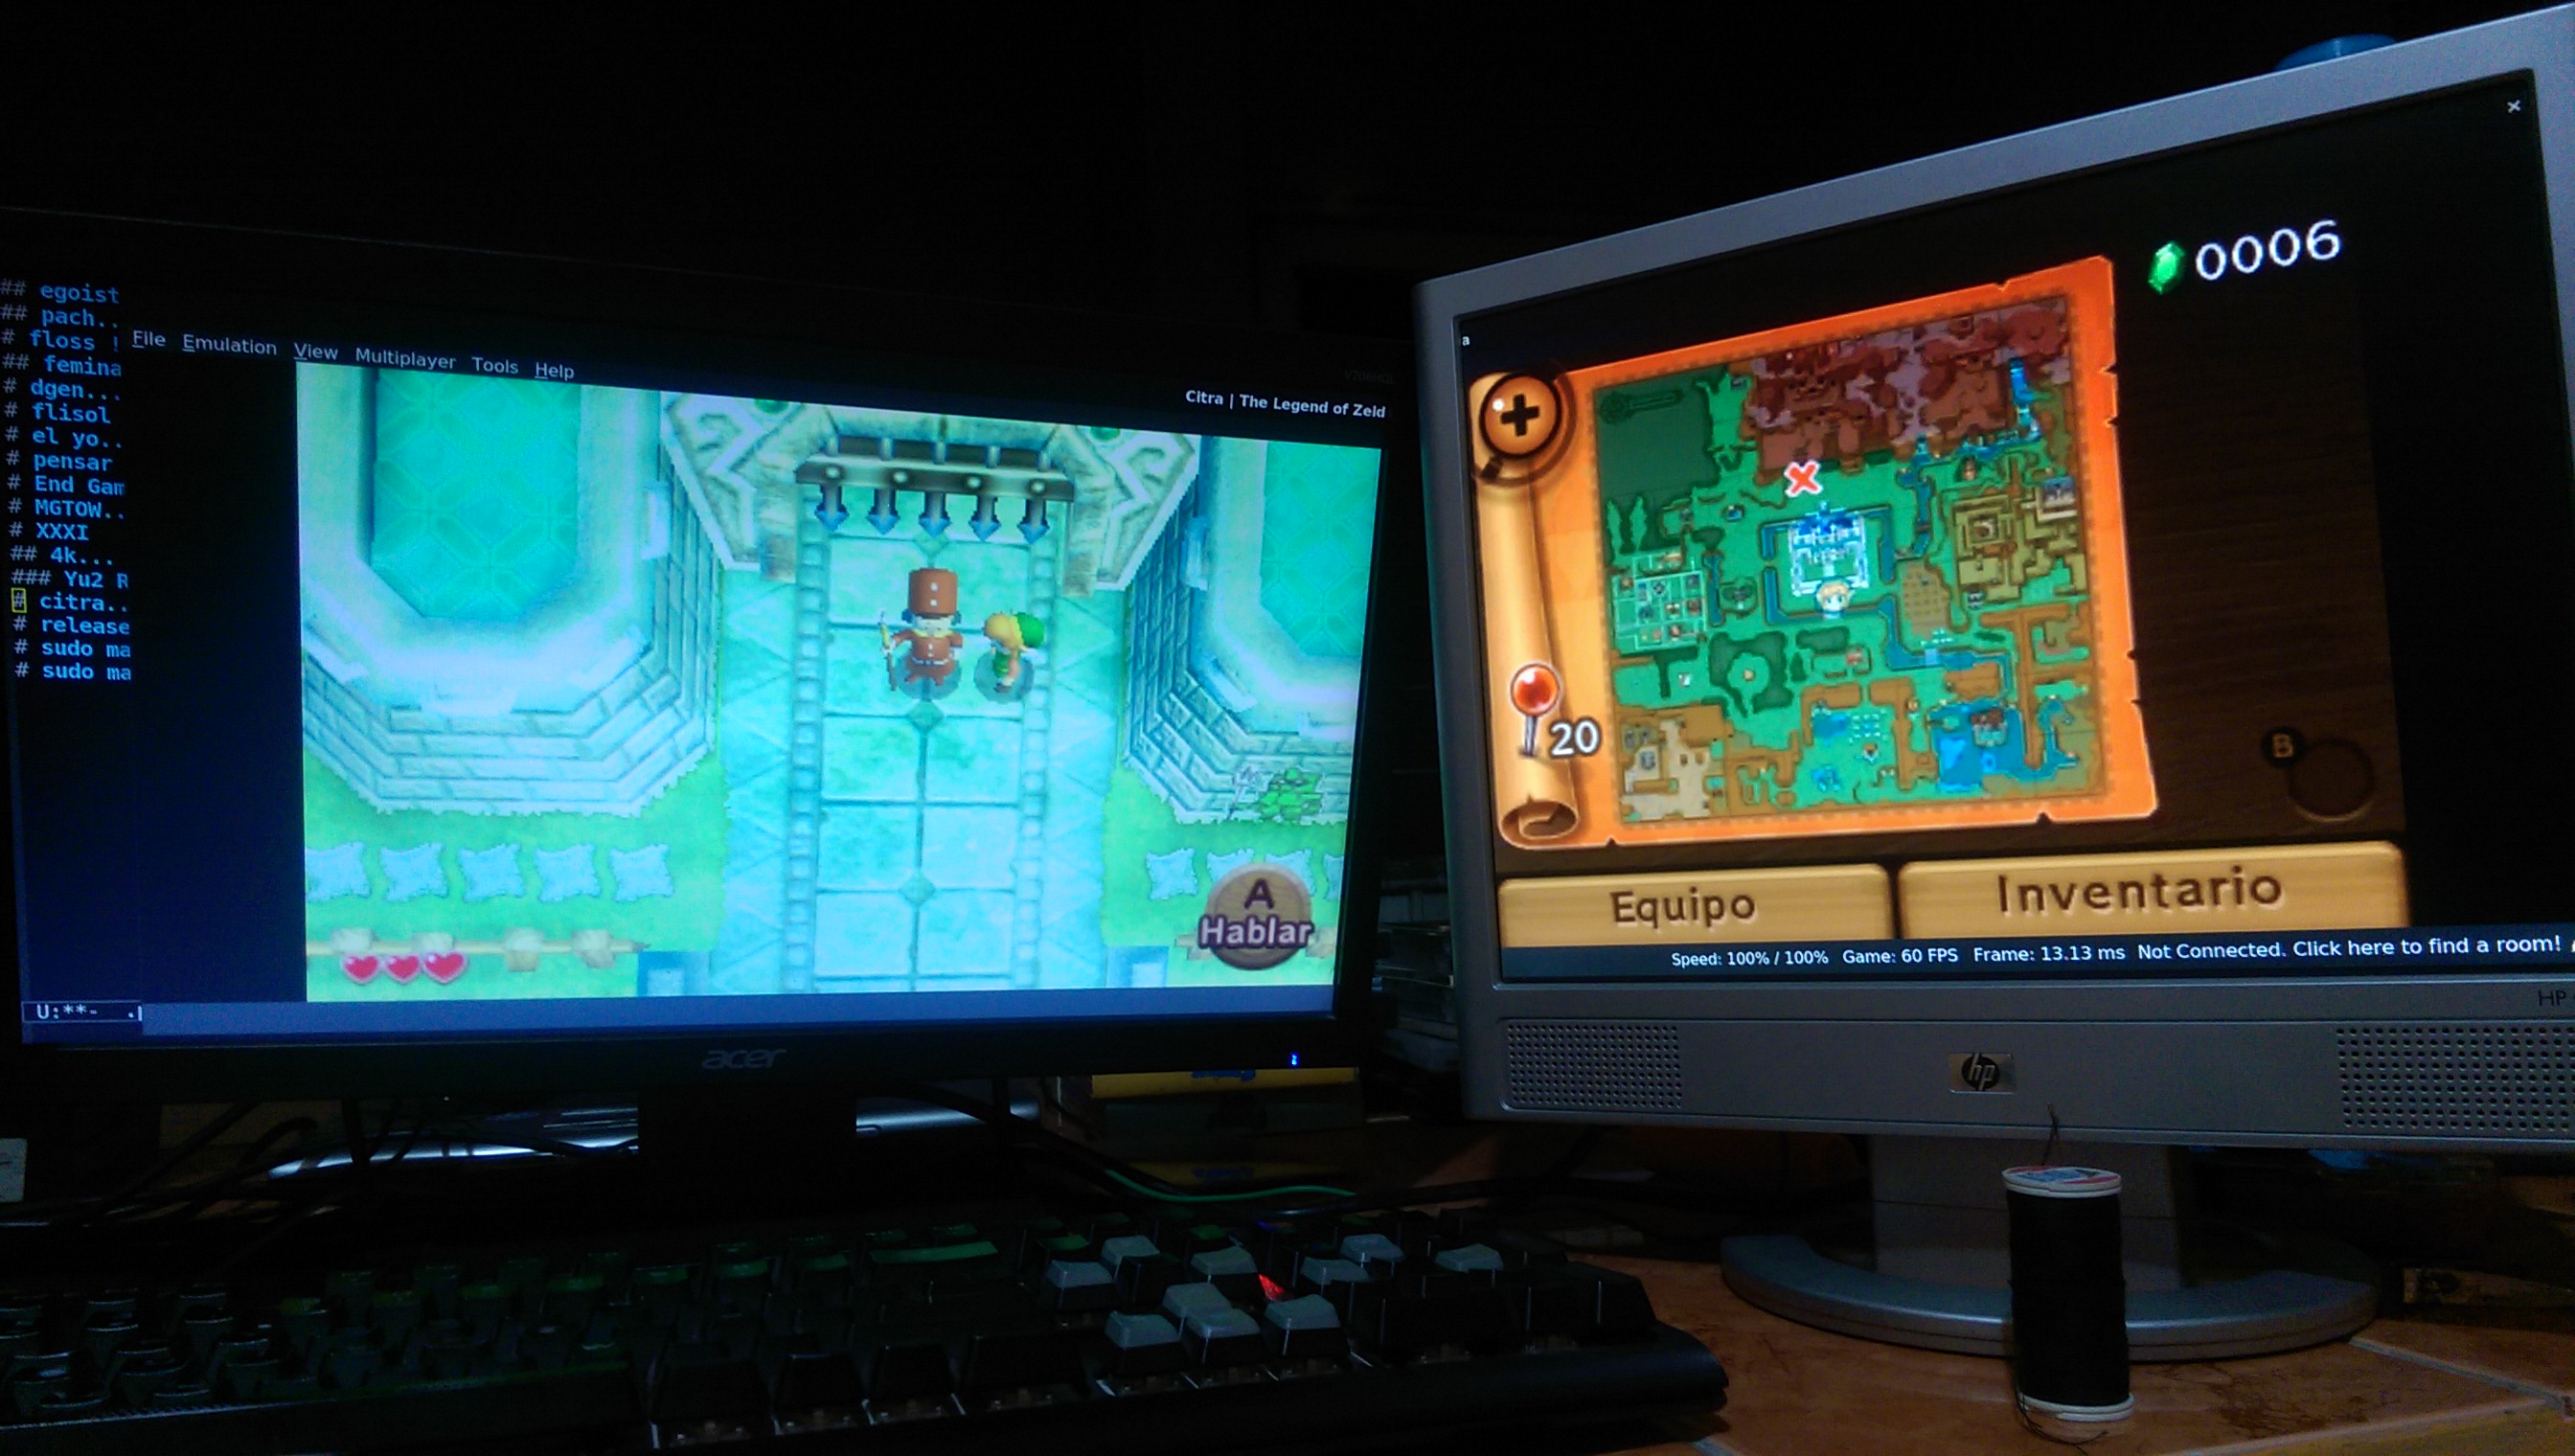 ## egoist
## pach..
# floss !
## femina
# dgen...
# flisol
# el yo..
# pensar
# End Gam
# MGTOW..
# XXXI
## 4k...
### Yu2 R
# citra..
# release
# sudo ma
# sudo ma
U:**-  .
File Emulation View Multiplayer Tools Help
Citra | The Legend of Zeld
A
Hablar
acer
a
×
0006
20
B
Equipo
Inventario
Speed: 100% / 100% Game: 60 FPS Frame: 13.13 ms Not Connected. Click here to find a room!
HP
hp